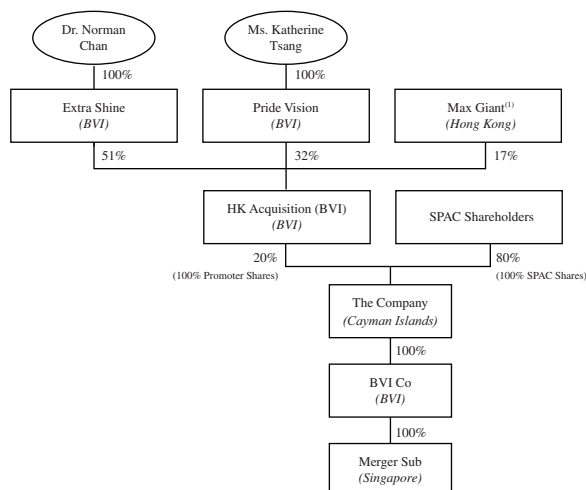 Dr. Norman
Chan
Ms. Katherine
Tsang
100%
100%
Extra Shine
(BVI)
Pride Vision
(BVI)
Max Giant(1)
(Hong Kong)
51%
32%
17%
HK Acquisition (BVI)
(BVI)
SPAC Shareholders
20%
(100% Promoter Shares)
80%
(100% SPAC Shares)
The Company
(Cayman Islands)
100%
BVI Co
(BVI)
100%
Merger Sub
(Singapore)